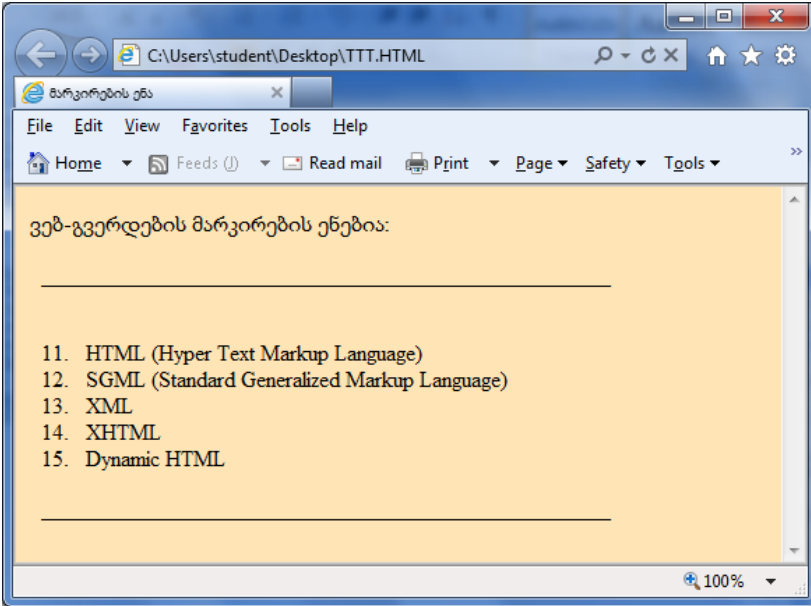 C:\Users\student\Desktop\TTT.HTML
მარკირების ენა
File Edit View Favorites Tools Help
Home Feeds (J) Read mail Print Page Safety Tools »
ვებ-გვერდების მარკირების ენებია:
11. HTML (Hyper Text Markup Language)
12. SGML (Standard Generalized Markup Language)
13. XML
14. XHTML
15. Dynamic HTML
100%